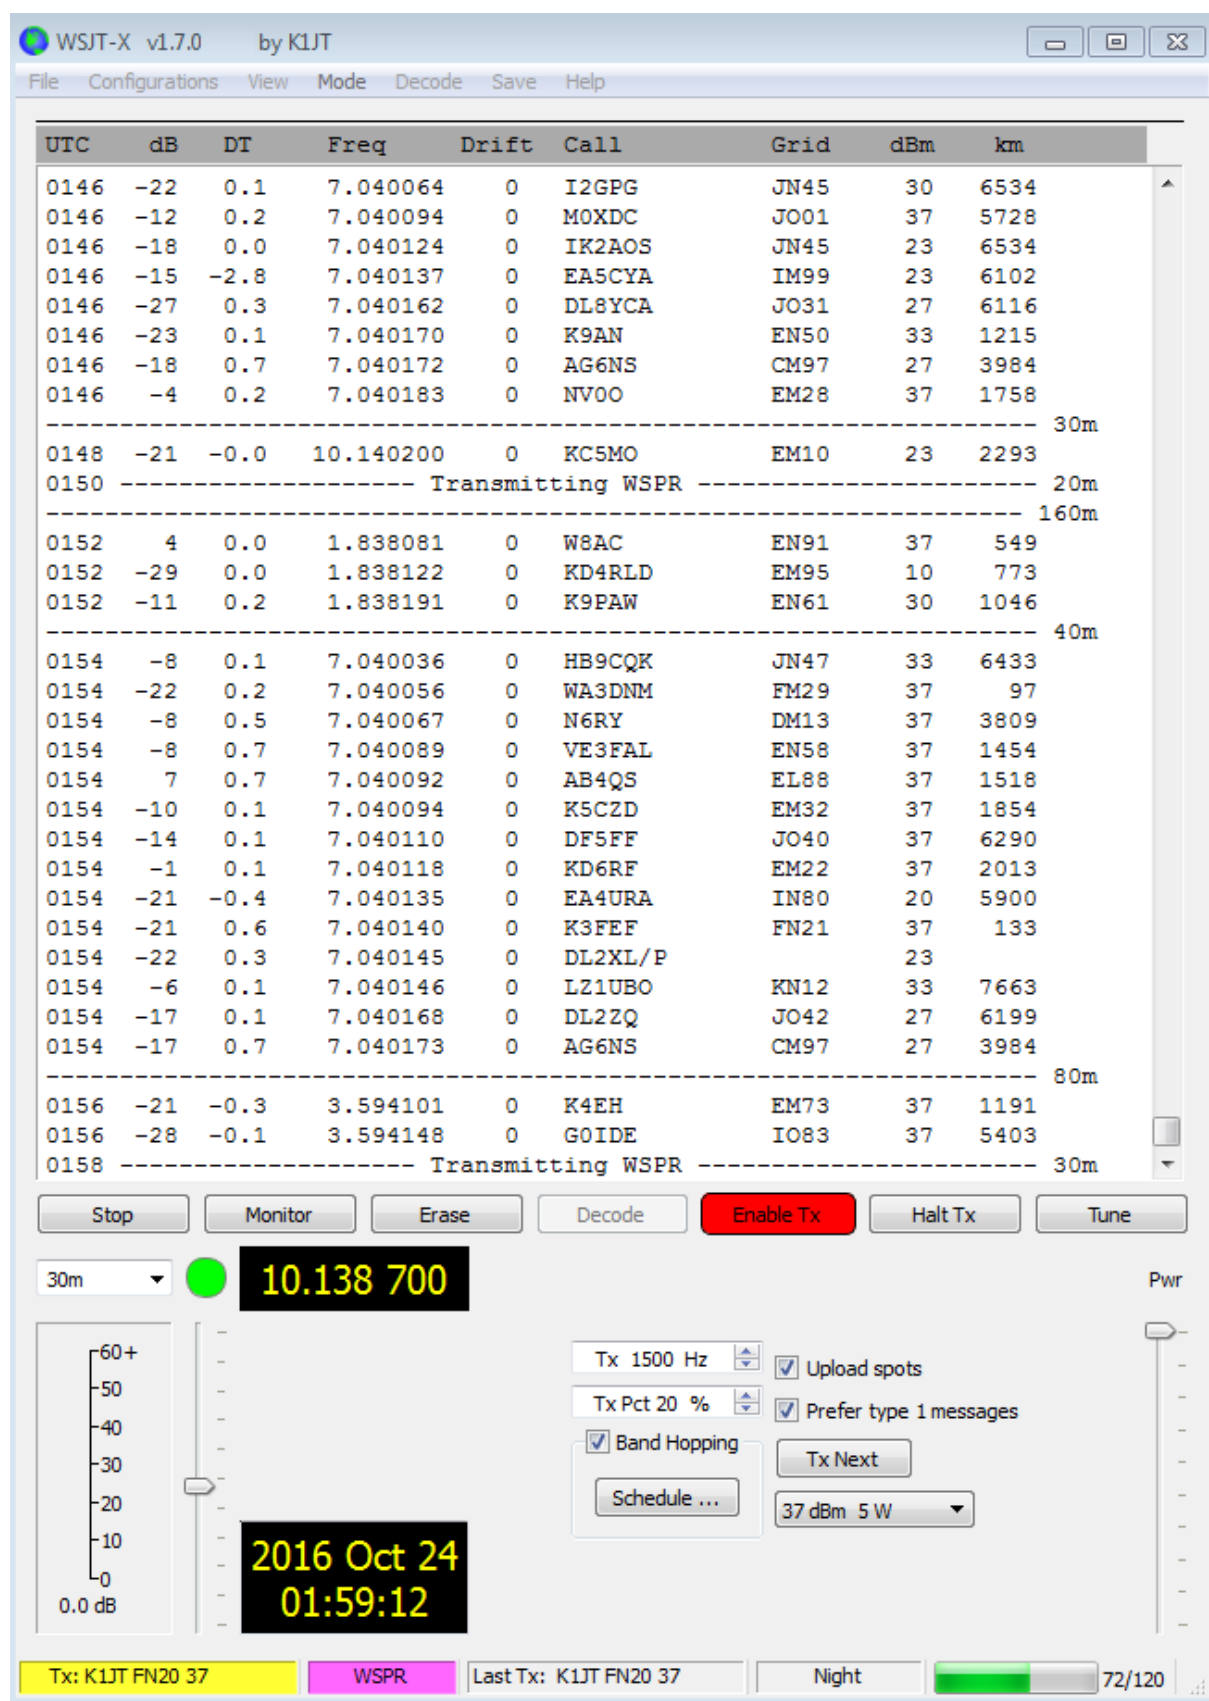 WSJT-X v1.7.0 by K1JT
File Configurations View Mode Decode Save Help
UTC dB DT Freq Drift Call Grid dBm km
0146 -22 0.1 7.040064 0 I2GPG JN45 30 6534
0146 -12 0.2 7.040094 0 M0XDC JO01 37 5728
0146 -18 0.0 7.040124 0 IK2AOS JN45 23 6534
0146 -15 -2.8 7.040137 0 EA5CYA IM99 23 6102
0146 -27 0.3 7.040162 0 DL8YCA JO31 27 6116
0146 -23 0.1 7.040170 0 K9AN EN50 33 1215
0146 -18 0.7 7.040172 0 AG6NS CM97 27 3984
0146 -4 0.2 7.040183 0 NV0O EM28 37 1758
------------------------------------------------------------------- 30m
0148 -21 -0.0 10.140200 0 KC5MO EM10 23 2293
0150 -------------------- Transmitting WSPR ----------------------- 20m
------------------------------------------------------------------ 160m
0152 4 0.0 1.838081 0 W8AC EN91 37 549
0152 -29 0.0 1.838122 0 KD4RLD EM95 10 773
0152 -11 0.2 1.838191 0 K9PAW EN61 30 1046
------------------------------------------------------------------- 40m
0154 -8 0.1 7.040036 0 HB9CQK JN47 33 6433
0154 -22 0.2 7.040056 0 WA3DNM FM29 37 97
0154 -8 0.5 7.040067 0 N6RY DM13 37 3809
0154 -8 0.7 7.040089 0 VE3FAL EN58 37 1454
0154 7 0.7 7.040092 0 AB4QS EL88 37 1518
0154 -10 0.1 7.040094 0 K5CZD EM32 37 1854
0154 -14 0.1 7.040110 0 DF5FF JO40 37 6290
0154 -1 0.1 7.040118 0 KD6RF EM22 37 2013
0154 -21 -0.4 7.040135 0 EA4URA IN80 20 5900
0154 -21 0.6 7.040140 0 K3FEF FN21 37 133
0154 -22 0.3 7.040145 0 DL2XL/P 23
0154 -6 0.1 7.040146 0 LZ1UBO KN12 33 7663
0154 -17 0.1 7.040168 0 DL2ZQ JO42 27 6199
0154 -17 0.7 7.040173 0 AG6NS CM97 27 3984
------------------------------------------------------------------- 80m
0156 -21 -0.3 3.594101 0 K4EH EM73 37 1191
0156 -28 -0.1 3.594148 0 G0IDE IO83 37 5403
0158 -------------------- Transmitting WSPR ----------------------- 30m
Stop Monitor Erase Decode Enable Tx Halt Tx Tune
30m 10.138 700 Pwr
60+
50
40
30
20
10
0
0.0 dB
Tx 1500 Hz
Upload spots
Tx Pct 20 %
Prefer type 1 messages
Band Hopping
Tx Next
Schedule ...
37 dBm 5 W
2016 Oct 24
01:59:12
Tx: K1JT FN20 37 WSPR Last Tx: K1JT FN20 37 Night 72/120